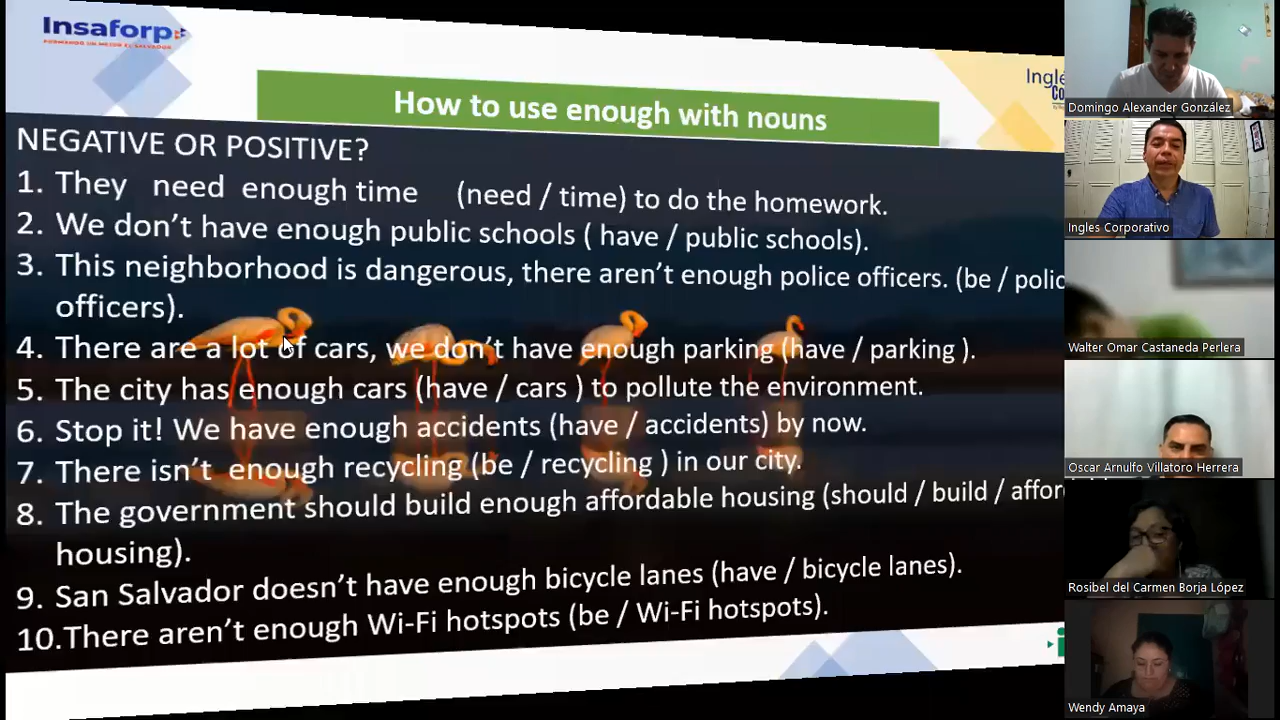 Insaforp
FORMANDO UN MEJOR EL SALVADOR
Inglé
Co
How to use enough with nouns
NEGATIVE OR POSITIVE?
1. They need enough time (need / time) to do the homework.
2. We don't have enough public schools ( have / public schools).
3. This neighborhood is dangerous, there aren't enough police officers. (be / polic
officers).
4. There are a lot of cars, we don't have enough parking (have / parking ).
5. The city has enough cars (have / cars ) to pollute the environment.
6. Stop it! We have enough accidents (have / accidents) by now.
7. There isn't enough recycling (be / recycling ) in our city.
8. The government should build enough affordable housing (should / build / affor
housing).
9. San Salvador doesn't have enough bicycle lanes (have / bicycle lanes).
10.There aren't enough Wi-Fi hotspots (be / Wi-Fi hotspots).
Domingo Alexander González
Ingles Corporativo
Walter Omar Castaneda Perlera
Oscar Arnulfo Villatoro Herrera
Rosibel del Carmen Borja López
Wendy Amaya